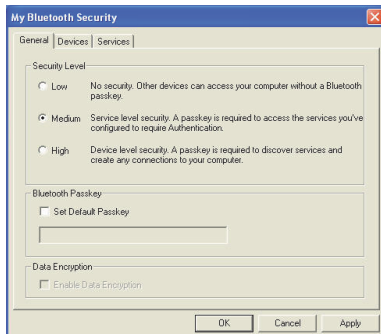 My Bluetooth Security
General Devices Services
Security Level
Low No security. Other devices can access your computer without a Bluetooth
passkey.
Medium Service level security. A passkey is required to access the services you've
configured to require Authentication.
High Device level security. A passkey is required to discover services and
create any connections to your computer.
Bluetooth Passkey
Set Default Passkey
Data Encryption
Enable Data Encryption
OK Cancel Apply